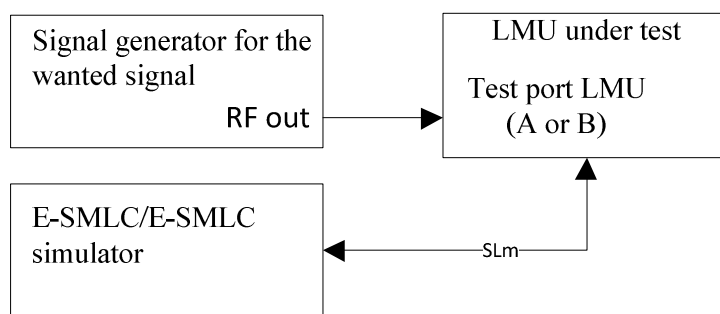 Signal generator for the
wanted signal
RF out
LMU under test
Test port LMU
(A or B)
E-SMLC/E-SMLC
simulator
SLm